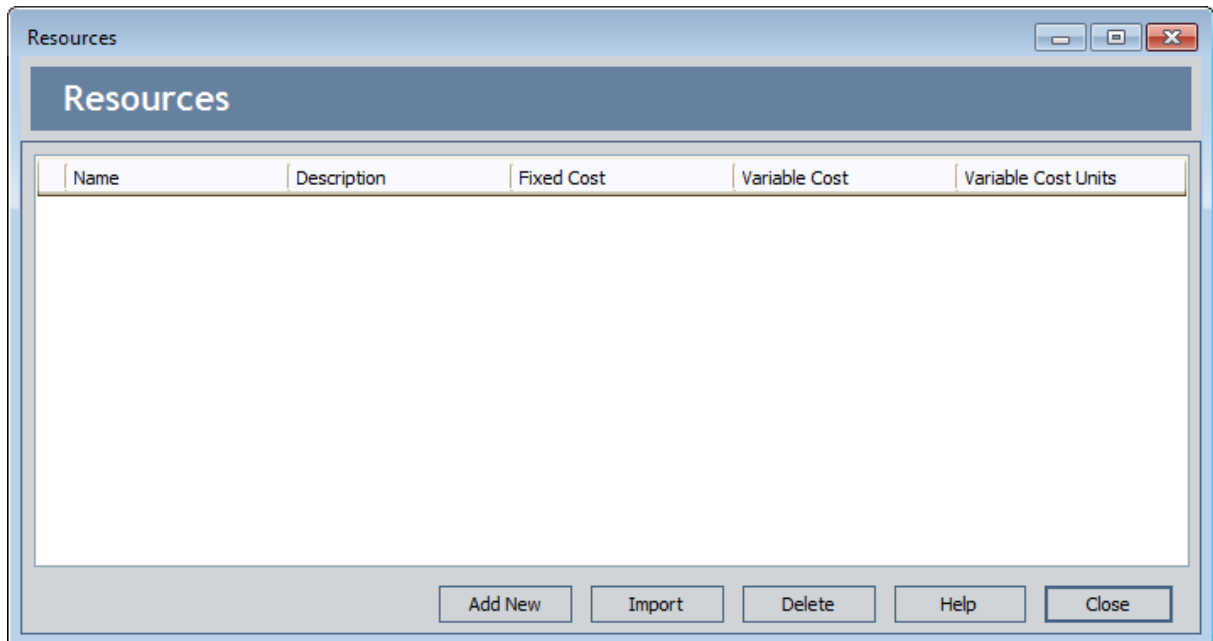 Resources
Resources
Name Description Fixed Cost Variable Cost Variable Cost Units
Add New Import Delete Help Close